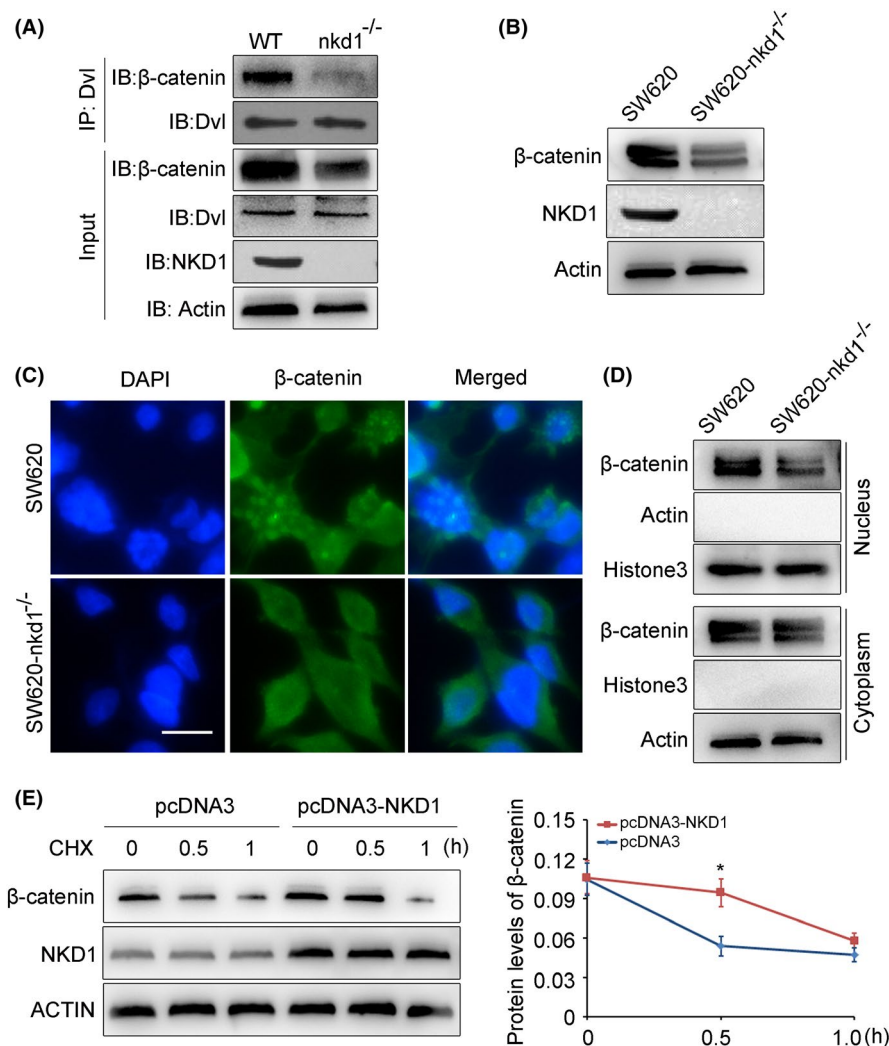 (A)
WT nkd1-/-
IP: Dvl
IB:β-catenin
IB:Dvl
Input
IB:β-catenin
IB:Dvl
IB:NKD1
IB: Actin
(B)
SW620 SW620-nkd1-/-
β-catenin
NKD1
Actin
(C)
DAPI β-catenin Merged
SW620
SW620-nkd1-/-
(D)
SW620 SW620-nkd1-/-
β-catenin
Actin
Histone3
Nucleus
β-catenin
Histone3
Actin
Cytoplasm
(E)
pcDNA3 pcDNA3-NKD1
CHX 0 0.5 1 0 0.5 1 (h)
β-catenin
NKD1
ACTIN
Protein levels of β-catenin
0.15
0.12
0.09
0.06
0.03
0
pcDNA3-NKD1
pcDNA3
*
0 0.5 1.0 (h)